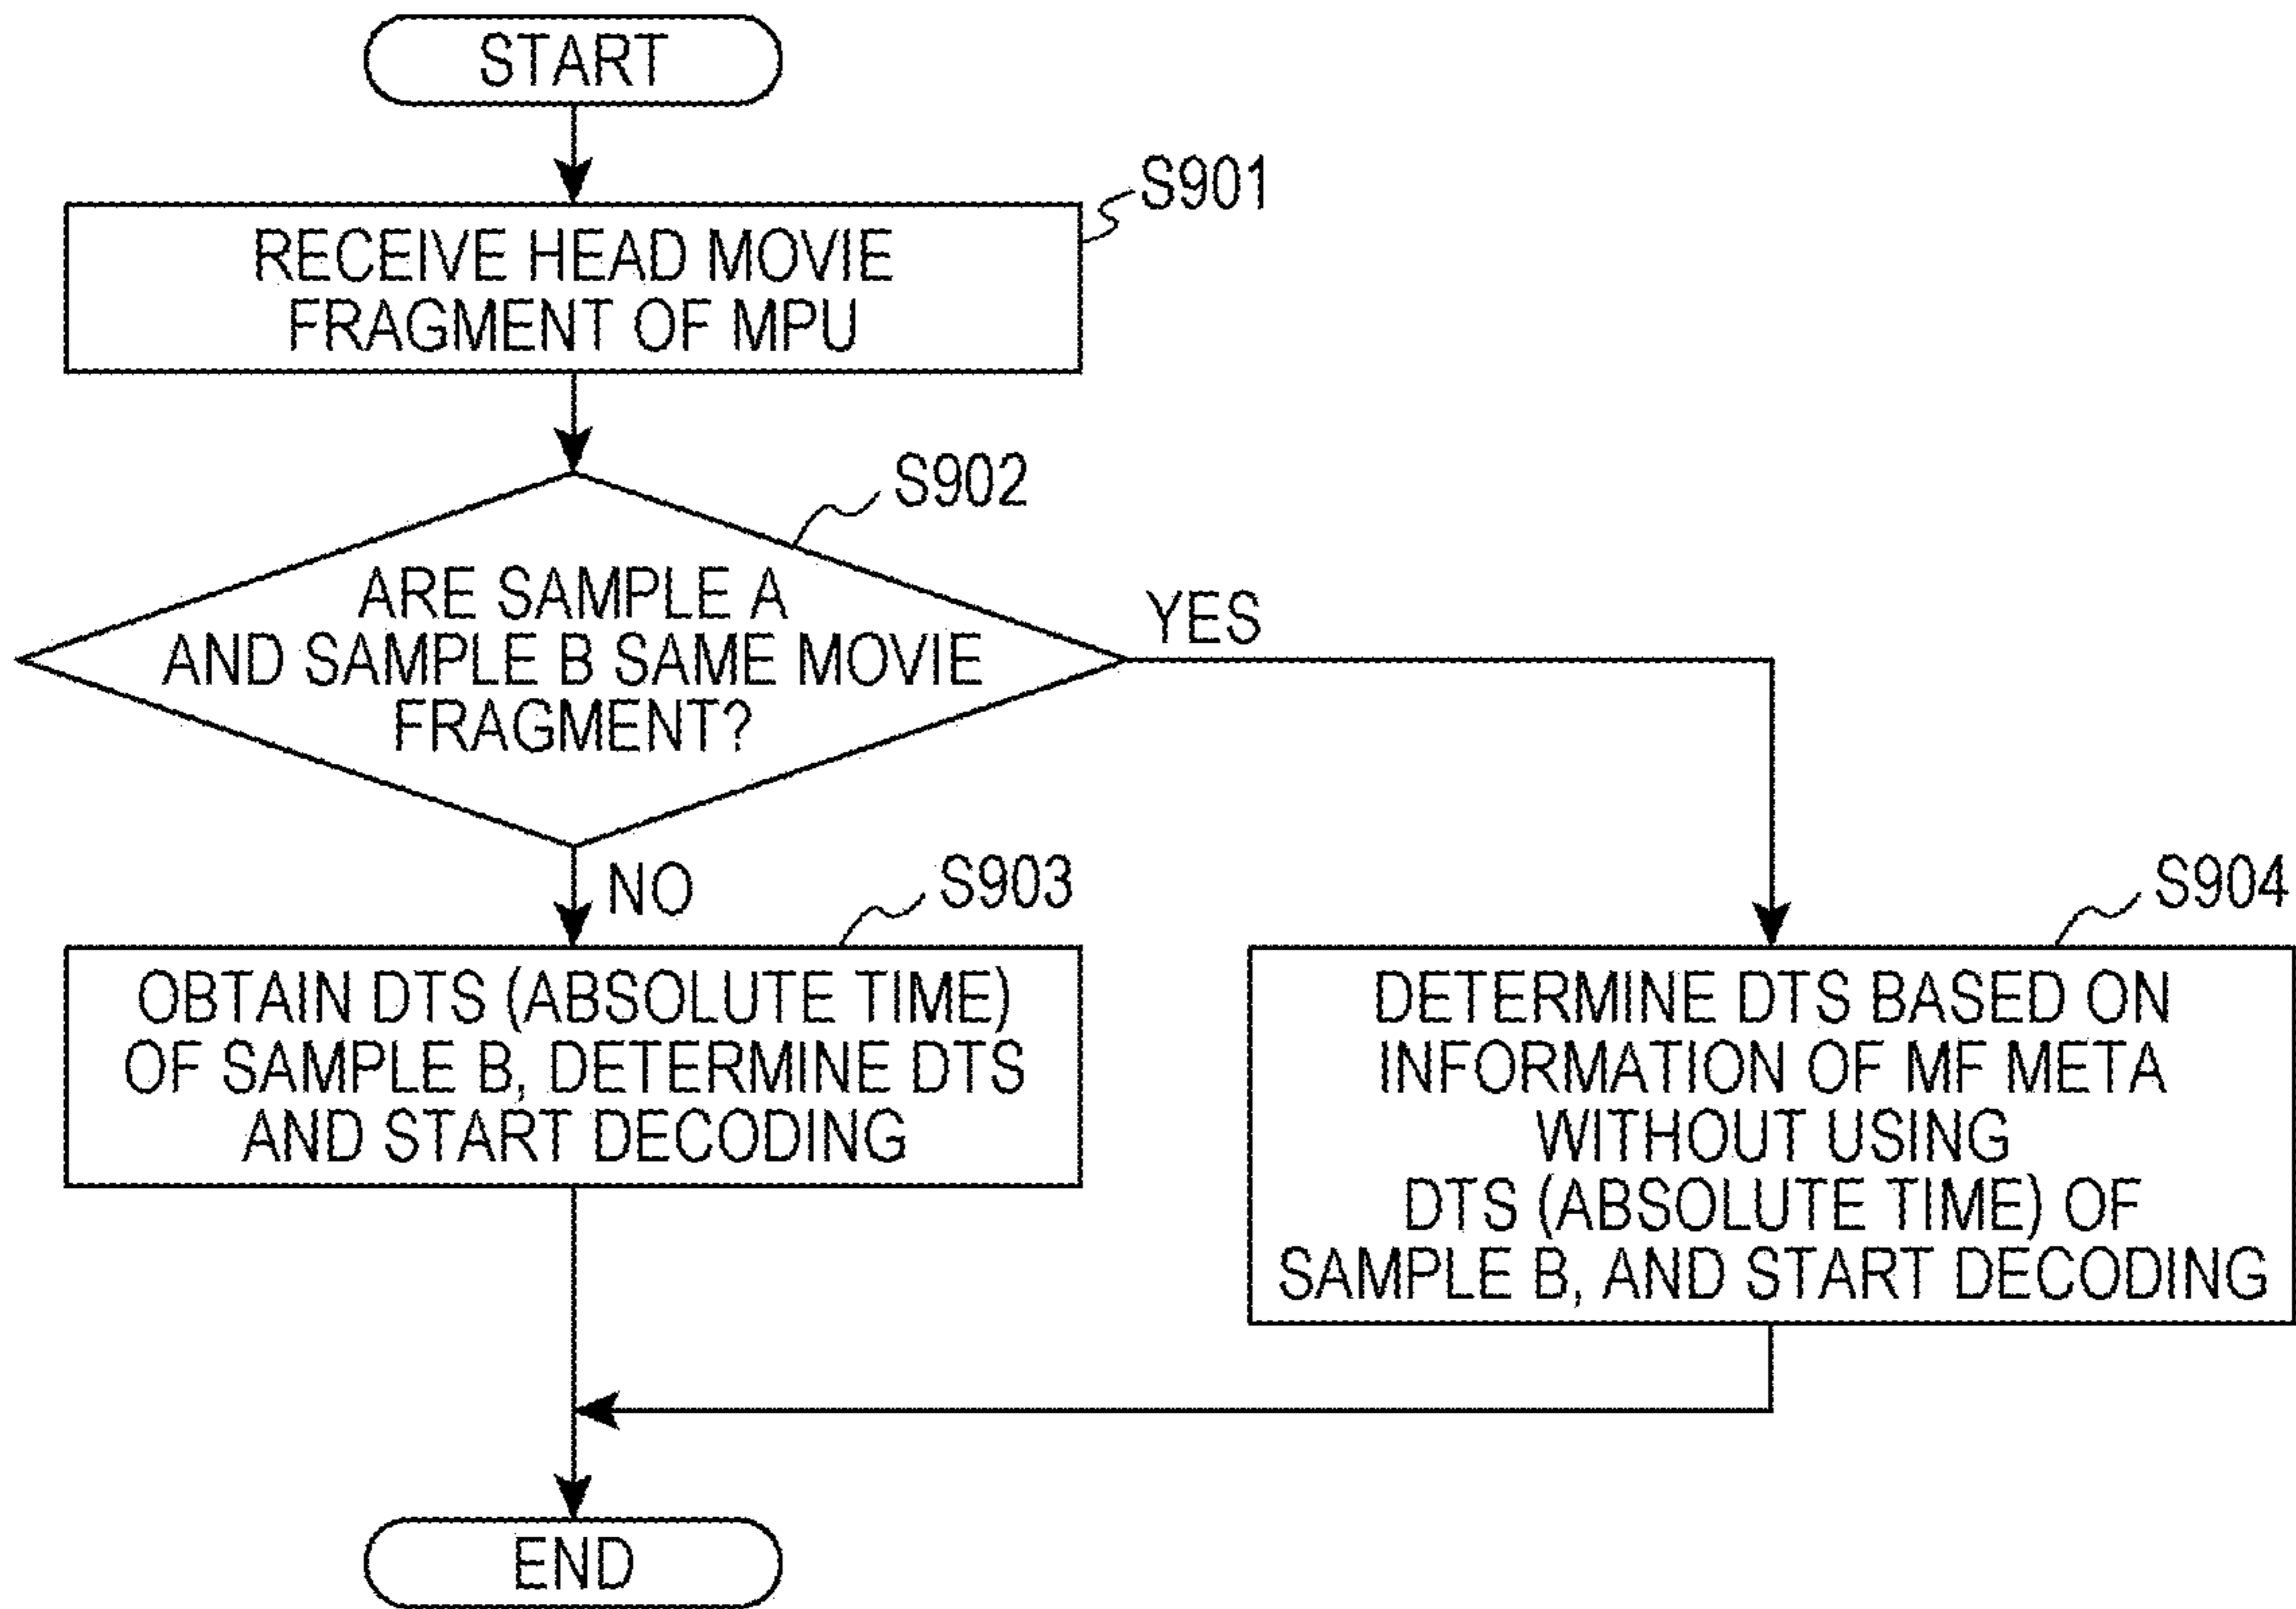 START
S901
RECEIVE HEAD MOVIE
FRAGMENT OF MPU
S902
ARE SAMPLE A
AND SAMPLE B SAME MOVIE
FRAGMENT?
YES
NO
S903
OBTAIN DTS (ABSOLUTE TIME)
OF SAMPLE B, DETERMINE DTS
AND START DECODING
S904
DETERMINE DTS BASED ON
INFORMATION OF MF META
WITHOUT USING
DTS (ABSOLUTE TIME) OF
SAMPLE B, AND START DECODING
END